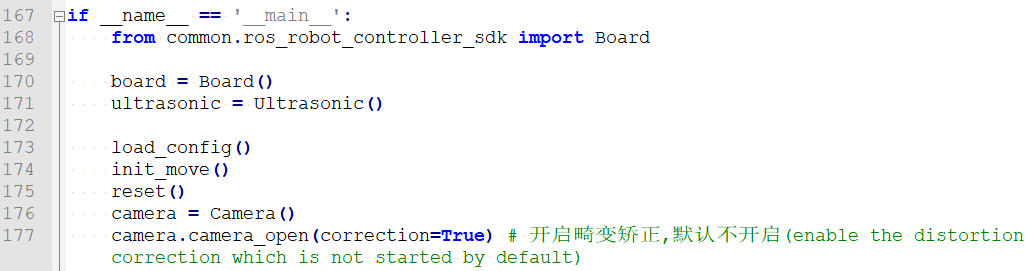 167 if __name__ == '__main__':
168     from common.ros_robot_controller_sdk import Board
169
170     board = Board()
171     ultrasonic = Ultrasonic()
172
173     load_config()
174     init_move()
175     reset()
176     camera = Camera()
177     camera.camera_open(correction=True) # 开启畸变矫正,默认不开启(enable the distortion
correction which is not started by default)